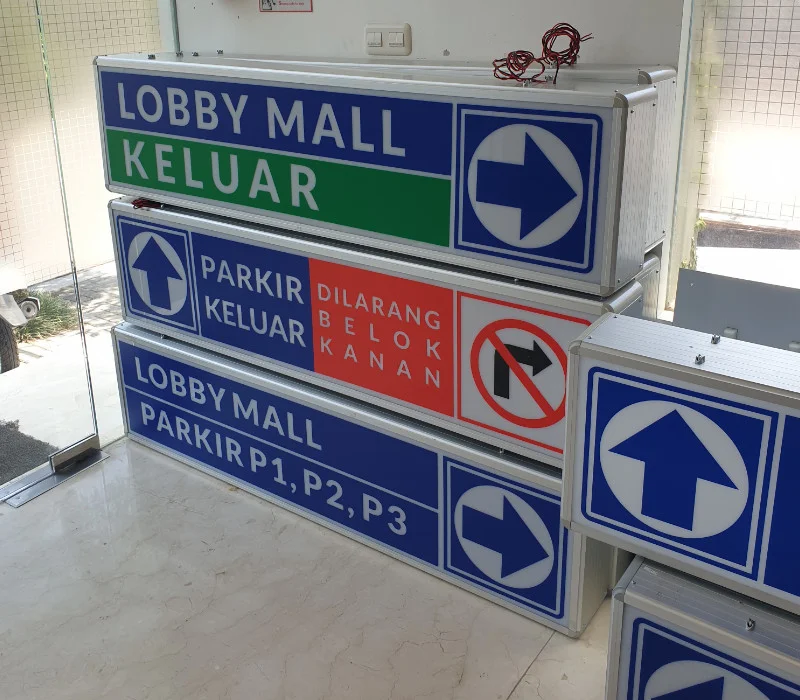 LOBBY MALL
KELUAR
PARKIR
KELUAR
DILARANG
BELOK
KANAN
LOBBY MALL
PARKIR P1, P2, P3